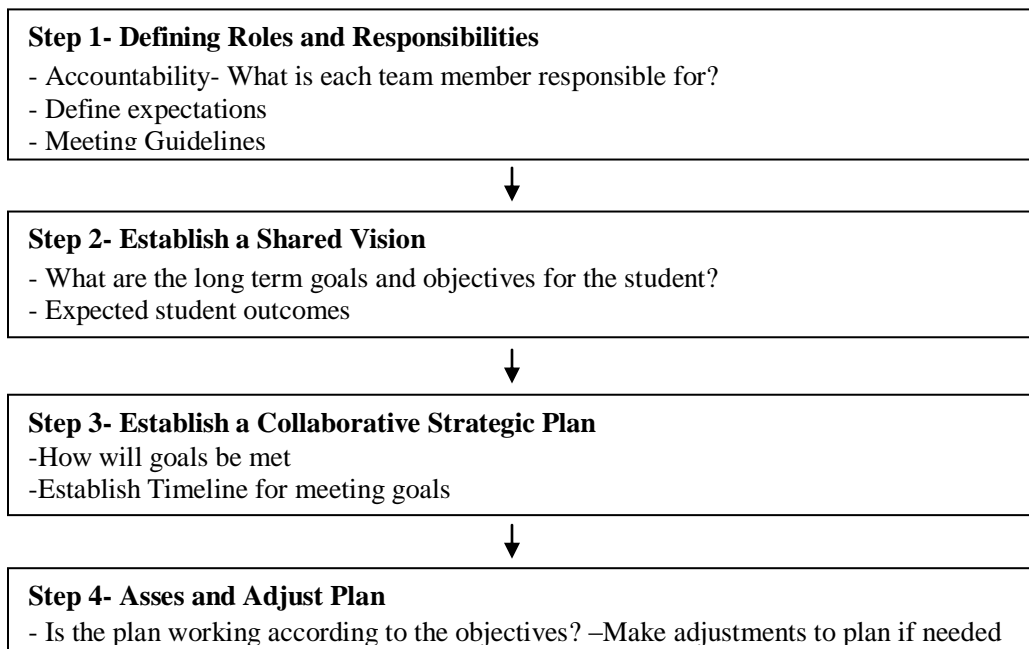 Step 1- Defining Roles and Responsibilities
- Accountability- What is each team member responsible for?
- Define expectations
- Meeting Guidelines
Step 2- Establish a Shared Vision
- What are the long term goals and objectives for the student?
- Expected student outcomes
Step 3- Establish a Collaborative Strategic Plan
-How will goals be met
-Establish Timeline for meeting goals
Step 4- Asses and Adjust Plan
- Is the plan working according to the objectives? –Make adjustments to plan if needed